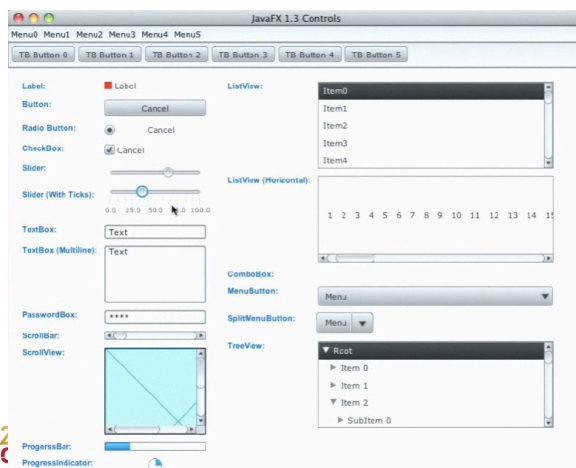 JavaFX 1.3 Controls
Menu0 Menu1 Menu2 Menu3 Menu4 Menu5
TB Button 0 TB Button 1 TB Button 2 TB Button 3 TB Button 4 TB Button 5
Label: Label
Button: Cancel
Radio Button: Cancel
CheckBox: Cancel
Slider:
Slider (With Ticks):
0.0 25.0 50.0 100.0
TextBox: Text
TextBox (Multiline): Text
PasswordBox: ****
ScrollBar:
ScrollView:
ProgerssBar:
ProgressIndicator:
ListView: Item0
Item1
Item2
Item3
Item4
ListView (Horizontal):
1 2 3 4 5 6 7 8 9 10 11 12 13 14 15
ComboBox:
MenuButton: Menu
SplitMenuButton: Menu
TreeView: Root
Item 0
Item 1
Item 2
SubItem 0